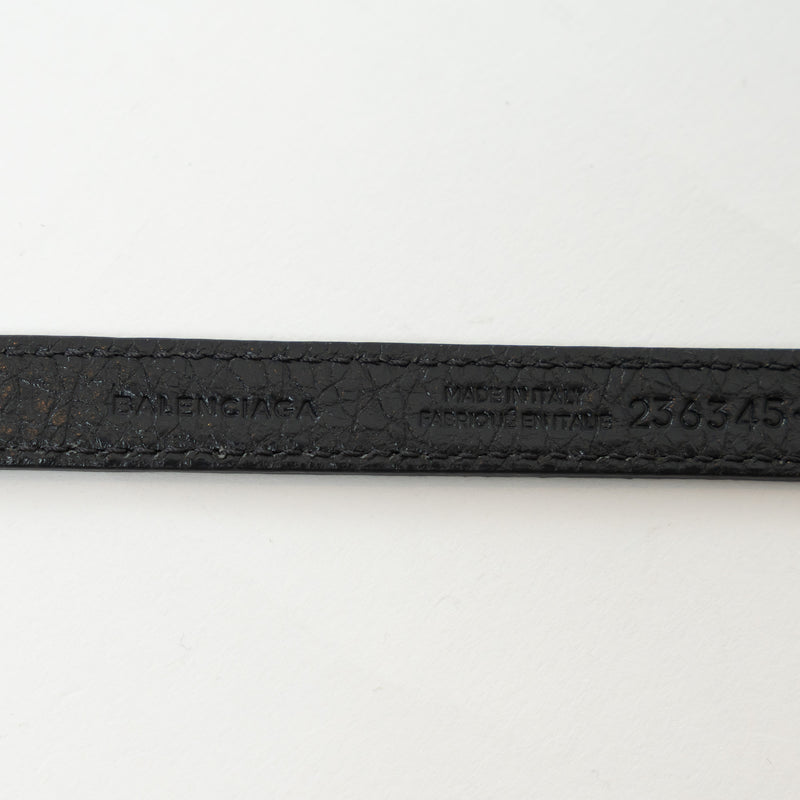 BALENCIAGA
MADE IN ITALY
FABRIQUÉ EN ITALIE
236345